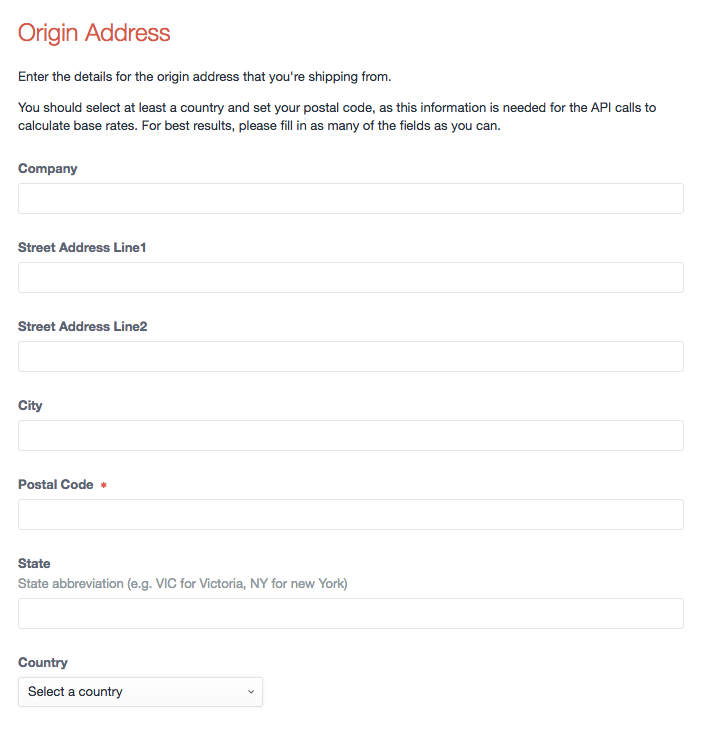 Origin Address
Enter the details for the origin address that you're shipping from.
You should select at least a country and set your postal code, as this information is needed for the API calls to
calculate base rates. For best results, please fill in as many of the fields as you can.
Company
Street Address Line1
Street Address Line2
City
Postal Code *
State
State abbreviation (e.g. VIC for Victoria, NY for new York)
Country
Select a country